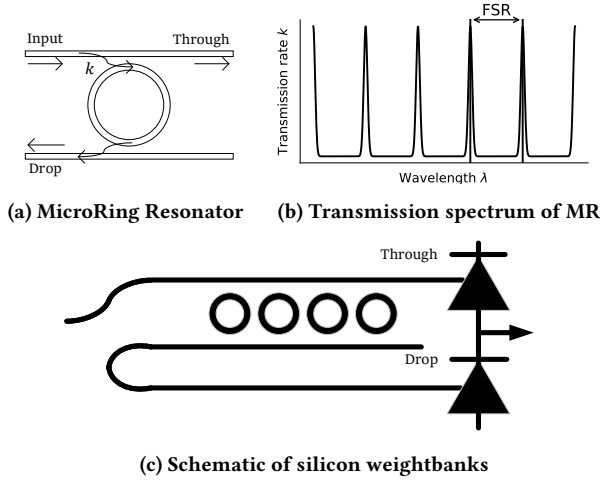 Input
Through
k
Drop
(a) MicroRing Resonator
FSR
Transmission rate k
Wavelength λ
(b) Transmission spectrum of MR
Through
Drop
(c) Schematic of silicon weightbanks